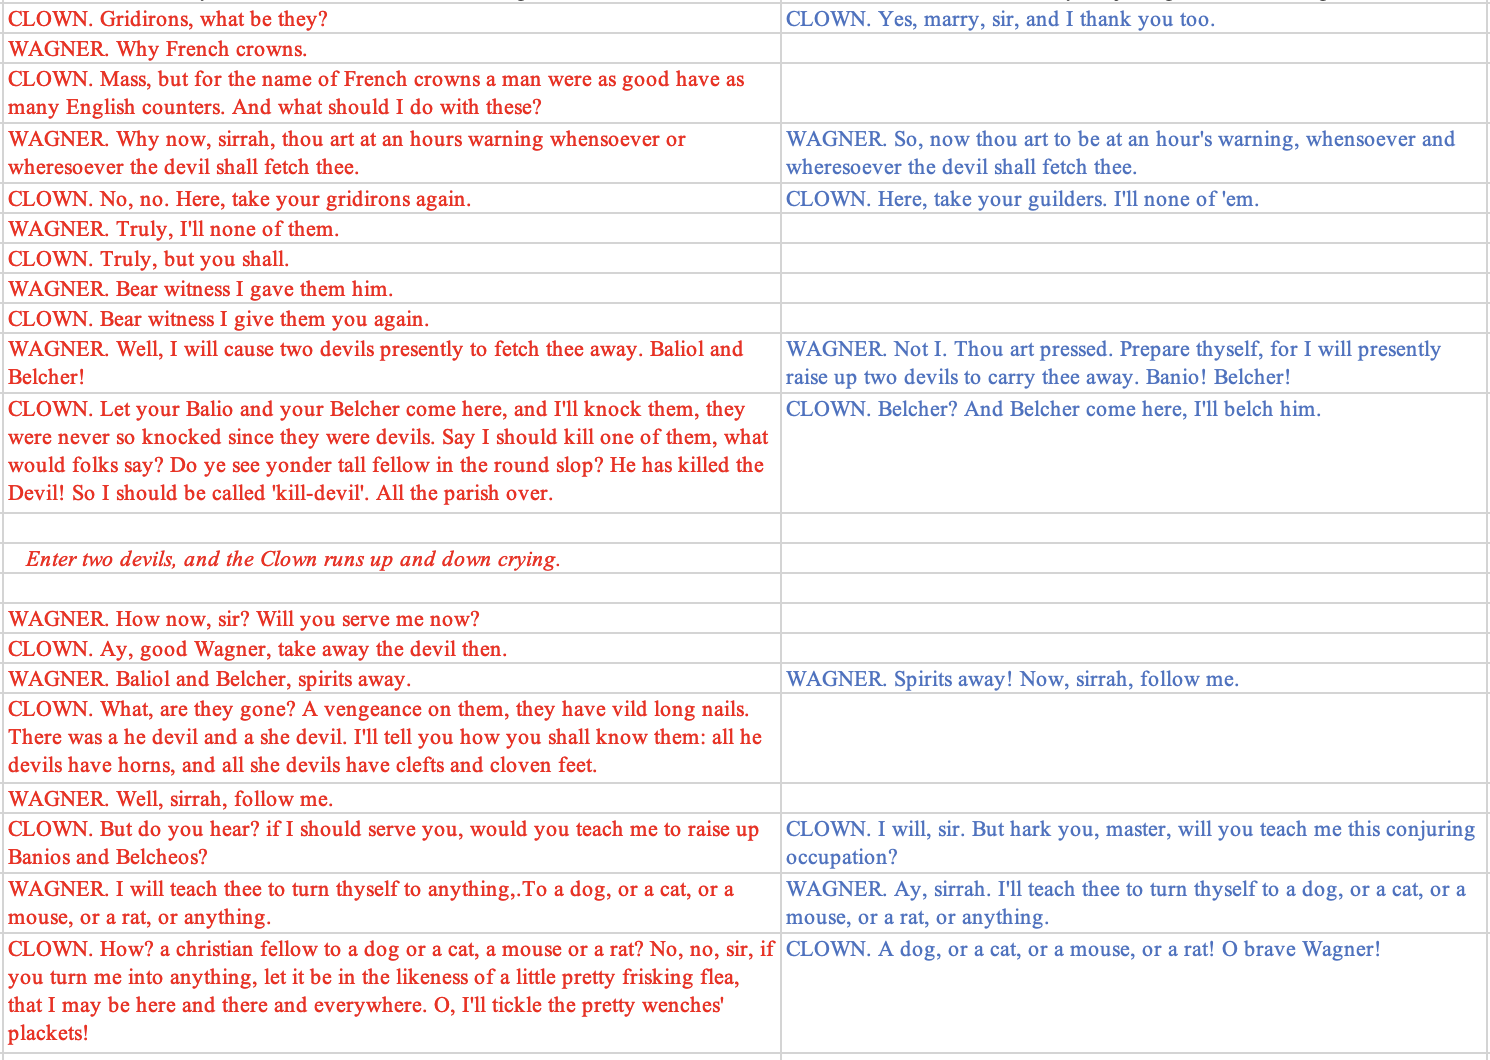 CLOWN. Gridirons, what be they?
CLOWN. Yes, marry, sir, and I thank you too.
WAGNER. Why French crowns.
CLOWN. Mass, but for the name of French crowns a man were as good have as
many English counters. And what should I do with these?
WAGNER. Why now, sirrah, thou art at an hours warning whensoever or
wheresoever the devil shall fetch thee.
WAGNER. So, now thou art to be at an hour's warning, whensoever and
wheresoever the devil shall fetch thee.
CLOWN. No, no. Here, take your gridirons again.
CLOWN. Here, take your guilders. I'll none of 'em.
WAGNER. Truly, I'll none of them.
CLOWN. Truly, but you shall.
WAGNER. Bear witness I gave them him.
CLOWN. Bear witness I give them you again.
WAGNER. Well, I will cause two devils presently to fetch thee away. Baliol and
Belcher!
WAGNER. Not I. Thou art pressed. Prepare thyself, for I will presently
raise up two devils to carry thee away. Banio! Belcher!
CLOWN. Let your Balio and your Belcher come here, and I'll knock them, they
were never so knocked since they were devils. Say I should kill one of them, what
would folks say? Do ye see yonder tall fellow in the round slop? He has killed the
Devil! So I should be called 'kill-devil'. All the parish over.
CLOWN. Belcher? And Belcher come here, I'll belch him.
Enter two devils, and the Clown runs up and down crying.
WAGNER. How now, sir? Will you serve me now?
CLOWN. Ay, good Wagner, take away the devil then.
WAGNER. Baliol and Belcher, spirits away.
WAGNER. Spirits away! Now, sirrah, follow me.
CLOWN. What, are they gone? A vengeance on them, they have vild long nails.
There was a he devil and a she devil. I'll tell you how you shall know them: all he
devils have horns, and all she devils have clefts and cloven feet.
WAGNER. Well, sirrah, follow me.
CLOWN. But do you hear? if I should serve you, would you teach me to raise up
Banios and Belcheos?
CLOWN. I will, sir. But hark you, master, will you teach me this conjuring
occupation?
WAGNER. I will teach thee to turn thyself to anything,.To a dog, or a cat, or a
mouse, or a rat, or anything.
WAGNER. Ay, sirrah. I'll teach thee to turn thyself to a dog, or a cat, or a
mouse, or a rat, or anything.
CLOWN. How? a christian fellow to a dog or a cat, a mouse or a rat? No, no, sir, if
you turn me into anything, let it be in the likeness of a little pretty frisking flea,
that I may be here and there and everywhere. O, I'll tickle the pretty wenches'
plackets!
CLOWN. A dog, or a cat, or a mouse, or a rat! O brave Wagner!